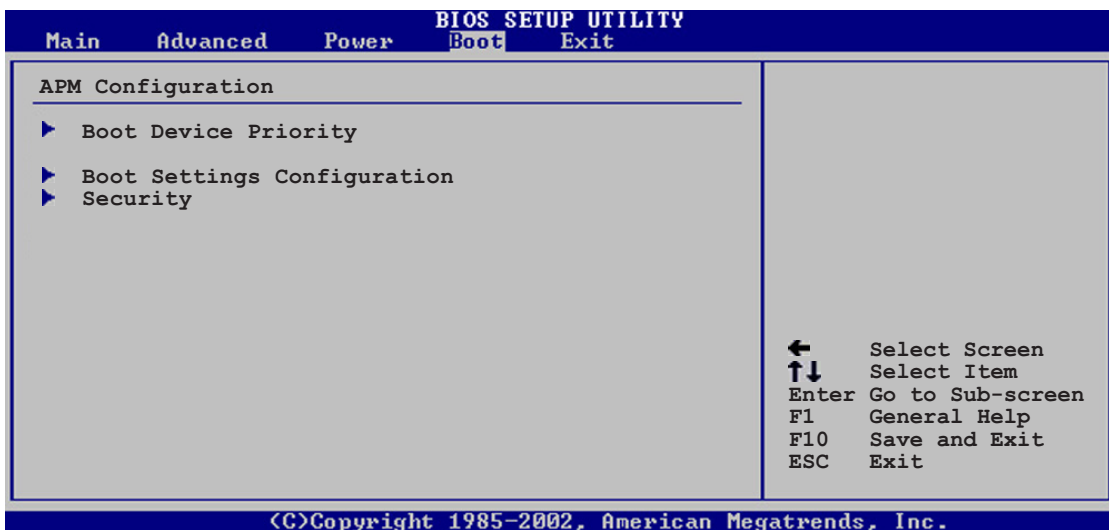 BIOS SETUP UTILITY
Main Advanced Power Boot Exit
APM Configuration
Boot Device Priority
Boot Settings Configuration
Security
← Select Screen
↑↓ Select Item
Enter Go to Sub-screen
F1 General Help
F10 Save and Exit
ESC Exit
(C)Copyright 1985-2002, American Megatrends, Inc.